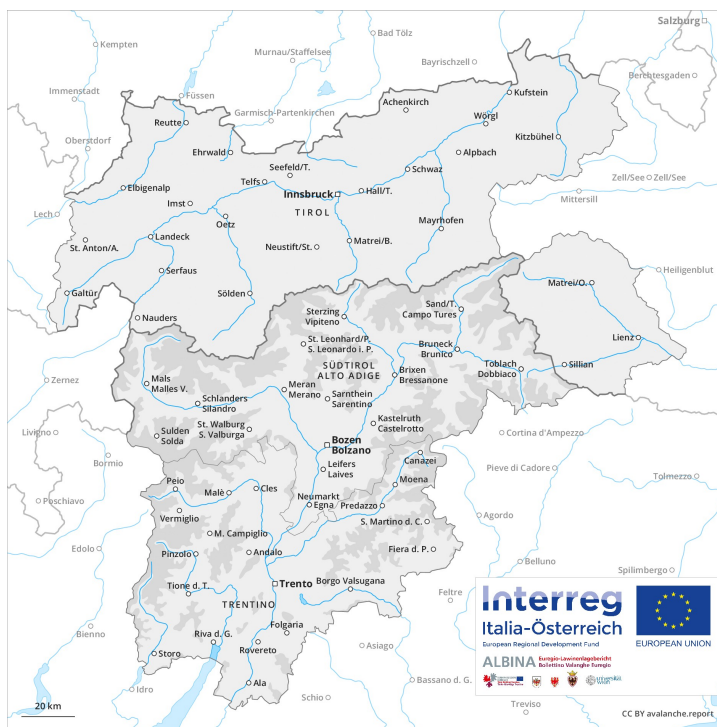 Salzburg
Kempten
Bad Tölz
Murnau/Staffelsee
Bayrischzell
Berchtesgaden
Immenstadt
Füssen
Kufstein
Achenkirch
Garmisch-Partenkirchen
Wörgl
Reutte
Kitzbühel
Oberstdorf
Ehrwald
Alpbach
Seefeld/T.
Schwaz
Zell/See
Zell/See
Telfs
Elbigenalp
Innsbruck
Hall/T.
Mittersill
Imst
TIROL
Lech
Oetz
Mayrhofen
Landeck
St. Anton/A.
Neustift/St.
Matrei/B.
Serfaus
Heiligenblut
Matrei/O.
Galtür
Sölden
Sand/T.
Campo Tures
Nauders
Sterzing
Vipiteno
Lienz
St. Leonhard/P.
S. Leonardo i. P.
Bruneck
Brunico
Toblach
Dobbiaco
Sillian
SÜDTIROL
ALTO ADIGE
Brixen
Bressanone
Zernez
Mals
Malles V.
Meran
Merano
Schlanders
Silandro
Sarnthein
Sarentino
St. Walburg
S. Valburga
Kastelruth
Castelrotto
Livigno
Sulden
Solda
Cortina d'Ampezzo
Bozen
Bolzano
Bormio
Canazei
Leifers
Laives
Pieve di Cadore
Tolmezzo
Peio
Moena
Malè
Cles
Neumarkt
Egna
Predazzo
Poschiavo
Vermiglio
Agordo
S. Martino d. C.
M. Campiglio
Edolo
Pinzolo
Andalo
Fiera d. P.
Belluno
Spilimbergo
Trento
Tione d. T.
Borgo Valsugana
Feltre
TRENTINO
Folgaria
Bienno
Riva d. G.
Rovereto
Asiago
Storo
Ala
Idro
Schio
Bassano d. G.
Treviso
Interreg
Italia-Österreich
European Regional Development Fund
EUROPEAN UNION
ALBINA
Euregio-Lawinenlagebericht
Bollettino Valanghe Euregio
universität
wien
20 km
CC BY avalanche.report